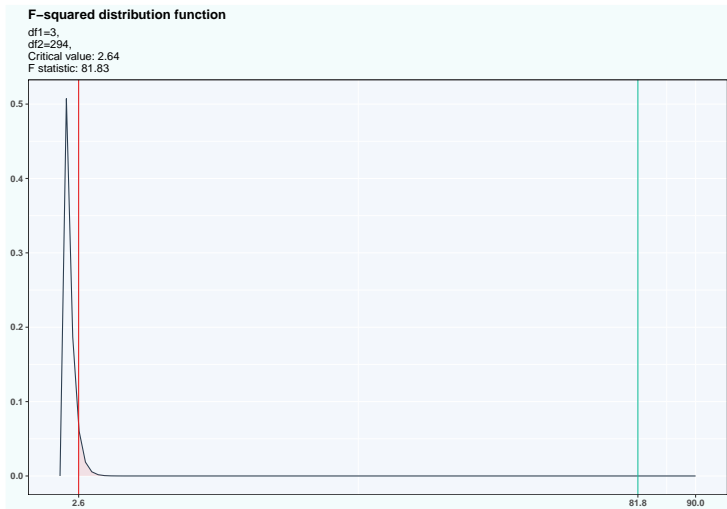 F−squared distribution function
df1=3,
df2=294,
Critical value: 2.64
F statistic: 81.83
0.5
0.4
0.3
0.2
0.1
0.0
2.6
81.8
90.0